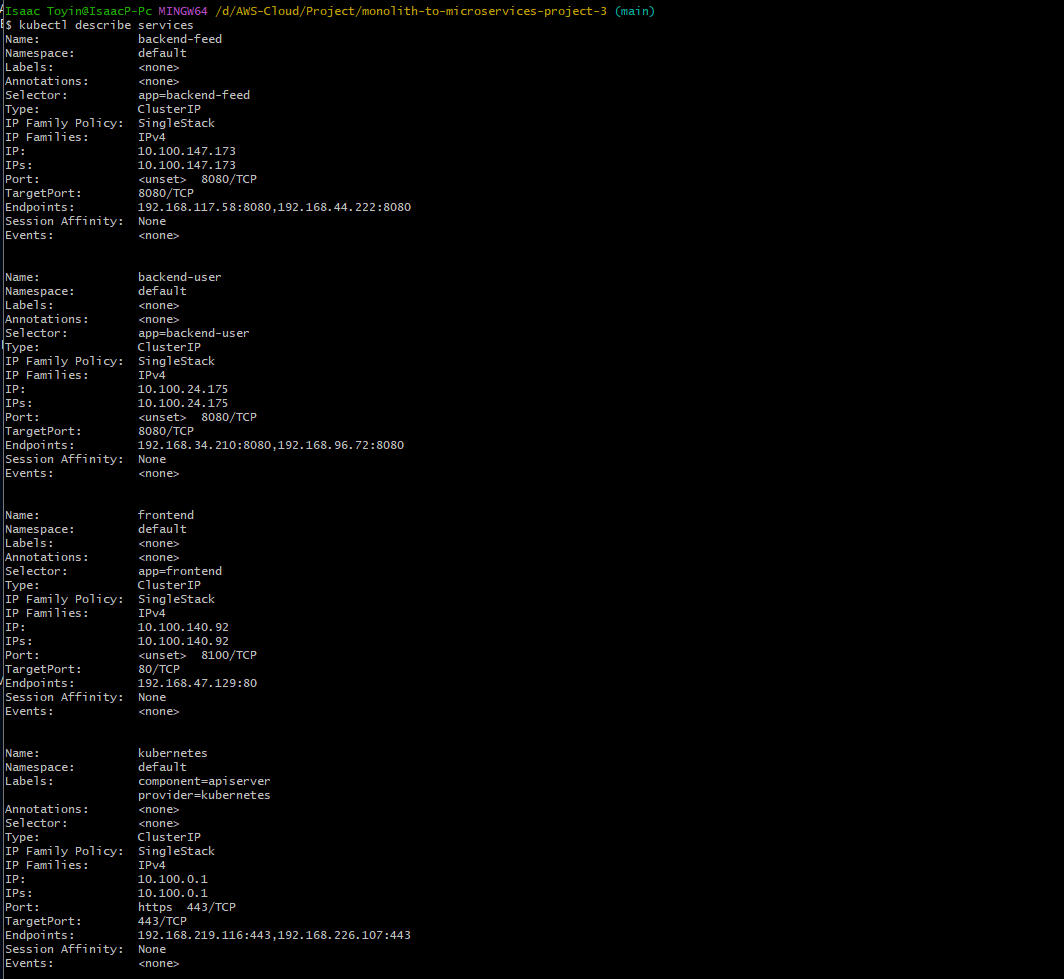 Isaac Toyin@IsaacP-Pc MINGW64 /d/AWS-Cloud/Project/monolith-to-microservices-project-3 (main)
$ kubectl describe services
Name:              backend-feed
Namespace:         default
Labels:            <none>
Annotations:       <none>
Selector:          app=backend-feed
Type:              ClusterIP
IP Family Policy:  SingleStack
IP Families:       IPv4
IP:                10.100.147.173
IPs:               10.100.147.173
Port:              <unset>  8080/TCP
TargetPort:        8080/TCP
Endpoints:         192.168.117.58:8080,192.168.44.222:8080
Session Affinity:  None
Events:            <none>

Name:              backend-user
Namespace:         default
Labels:            <none>
Annotations:       <none>
Selector:          app=backend-user
Type:              ClusterIP
IP Family Policy:  SingleStack
IP Families:       IPv4
IP:                10.100.24.175
IPs:               10.100.24.175
Port:              <unset>  8080/TCP
TargetPort:        8080/TCP
Endpoints:         192.168.34.210:8080,192.168.96.72:8080
Session Affinity:  None
Events:            <none>

Name:              frontend
Namespace:         default
Labels:            <none>
Annotations:       <none>
Selector:          app=frontend
Type:              ClusterIP
IP Family Policy:  SingleStack
IP Families:       IPv4
IP:                10.100.140.92
IPs:               10.100.140.92
Port:              <unset>  8100/TCP
TargetPort:        80/TCP
Endpoints:         192.168.47.129:80
Session Affinity:  None
Events:            <none>

Name:              kubernetes
Namespace:         default
Labels:            component=apiserver
                   provider=kubernetes
Annotations:       <none>
Selector:          <none>
Type:              ClusterIP
IP Family Policy:  SingleStack
IP Families:       IPv4
IP:                10.100.0.1
IPs:               10.100.0.1
Port:              https  443/TCP
TargetPort:        443/TCP
Endpoints:         192.168.219.116:443,192.168.226.107:443
Session Affinity:  None
Events:            <none>